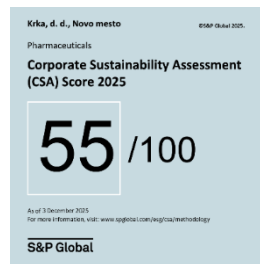 Krka, d. d., Novo mesto
©S&P Global 2025.
Pharmaceuticals
Corporate Sustainability Assessment
(CSA) Score 2025
55 /100
As of 3 December 2025
For more information, visit: www.spglobal.com/esg/csa/methodology
S&P Global